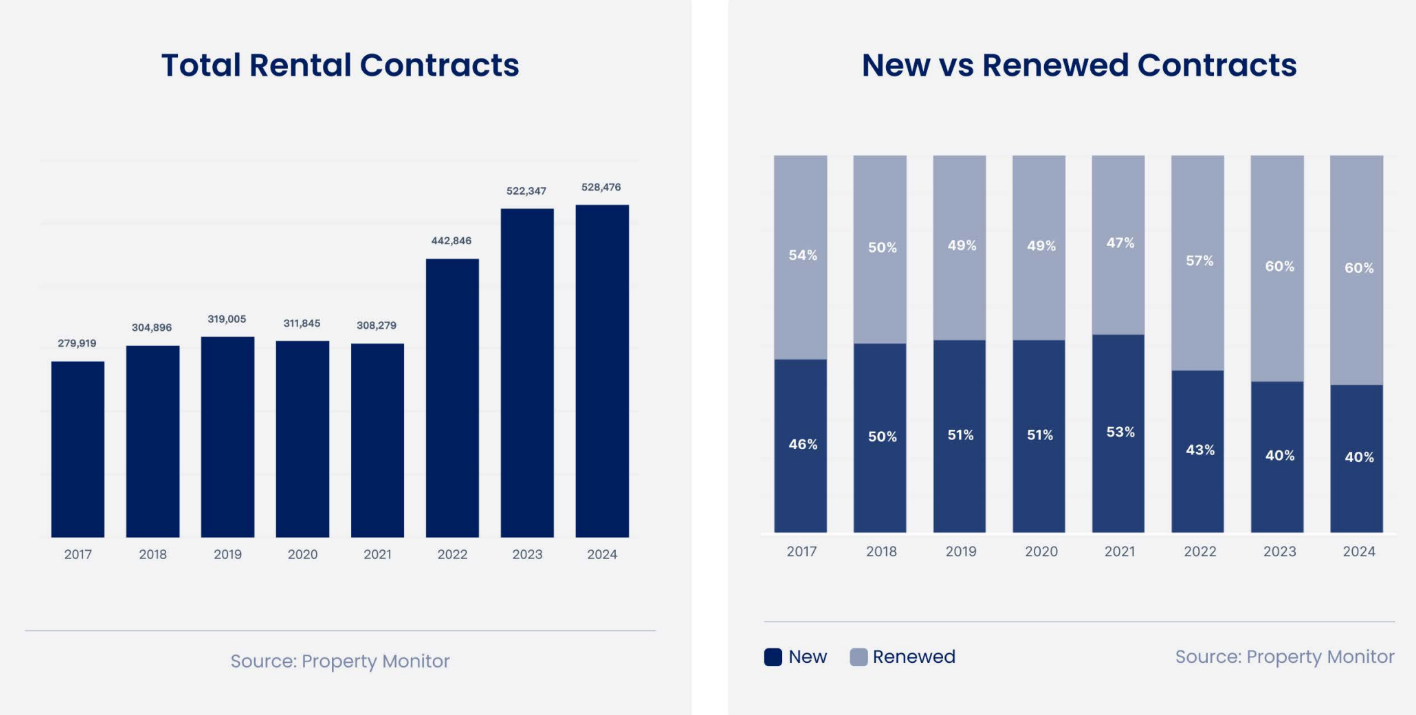 Total Rental Contracts
279,919
304,896
319,005
311,845
308,279
442,846
522,347
528,476
2017 2018 2019 2020 2021 2022 2023 2024
Source: Property Monitor
New vs Renewed Contracts
54% 50% 49% 49% 47% 57% 60% 60%
46% 50% 51% 51% 53% 43% 40% 40%
2017 2018 2019 2020 2021 2022 2023 2024
New Renewed
Source: Property Monitor